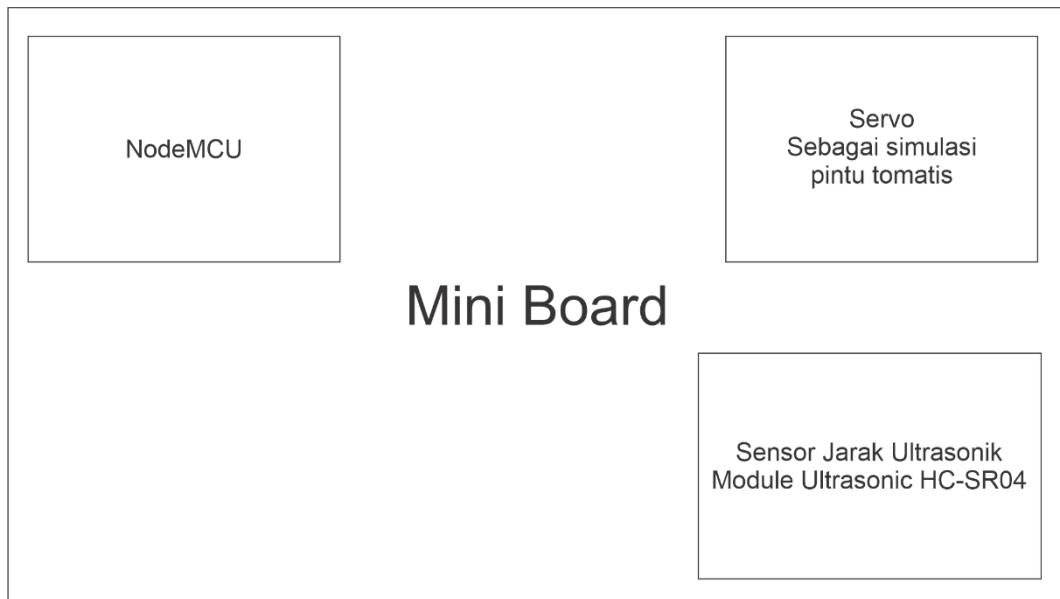 NodeMCU
Servo
Sebagai simulasi
pintu tomatis
Mini Board
Sensor Jarak Ultrasonik
Module Ultrasonic HC-SR04